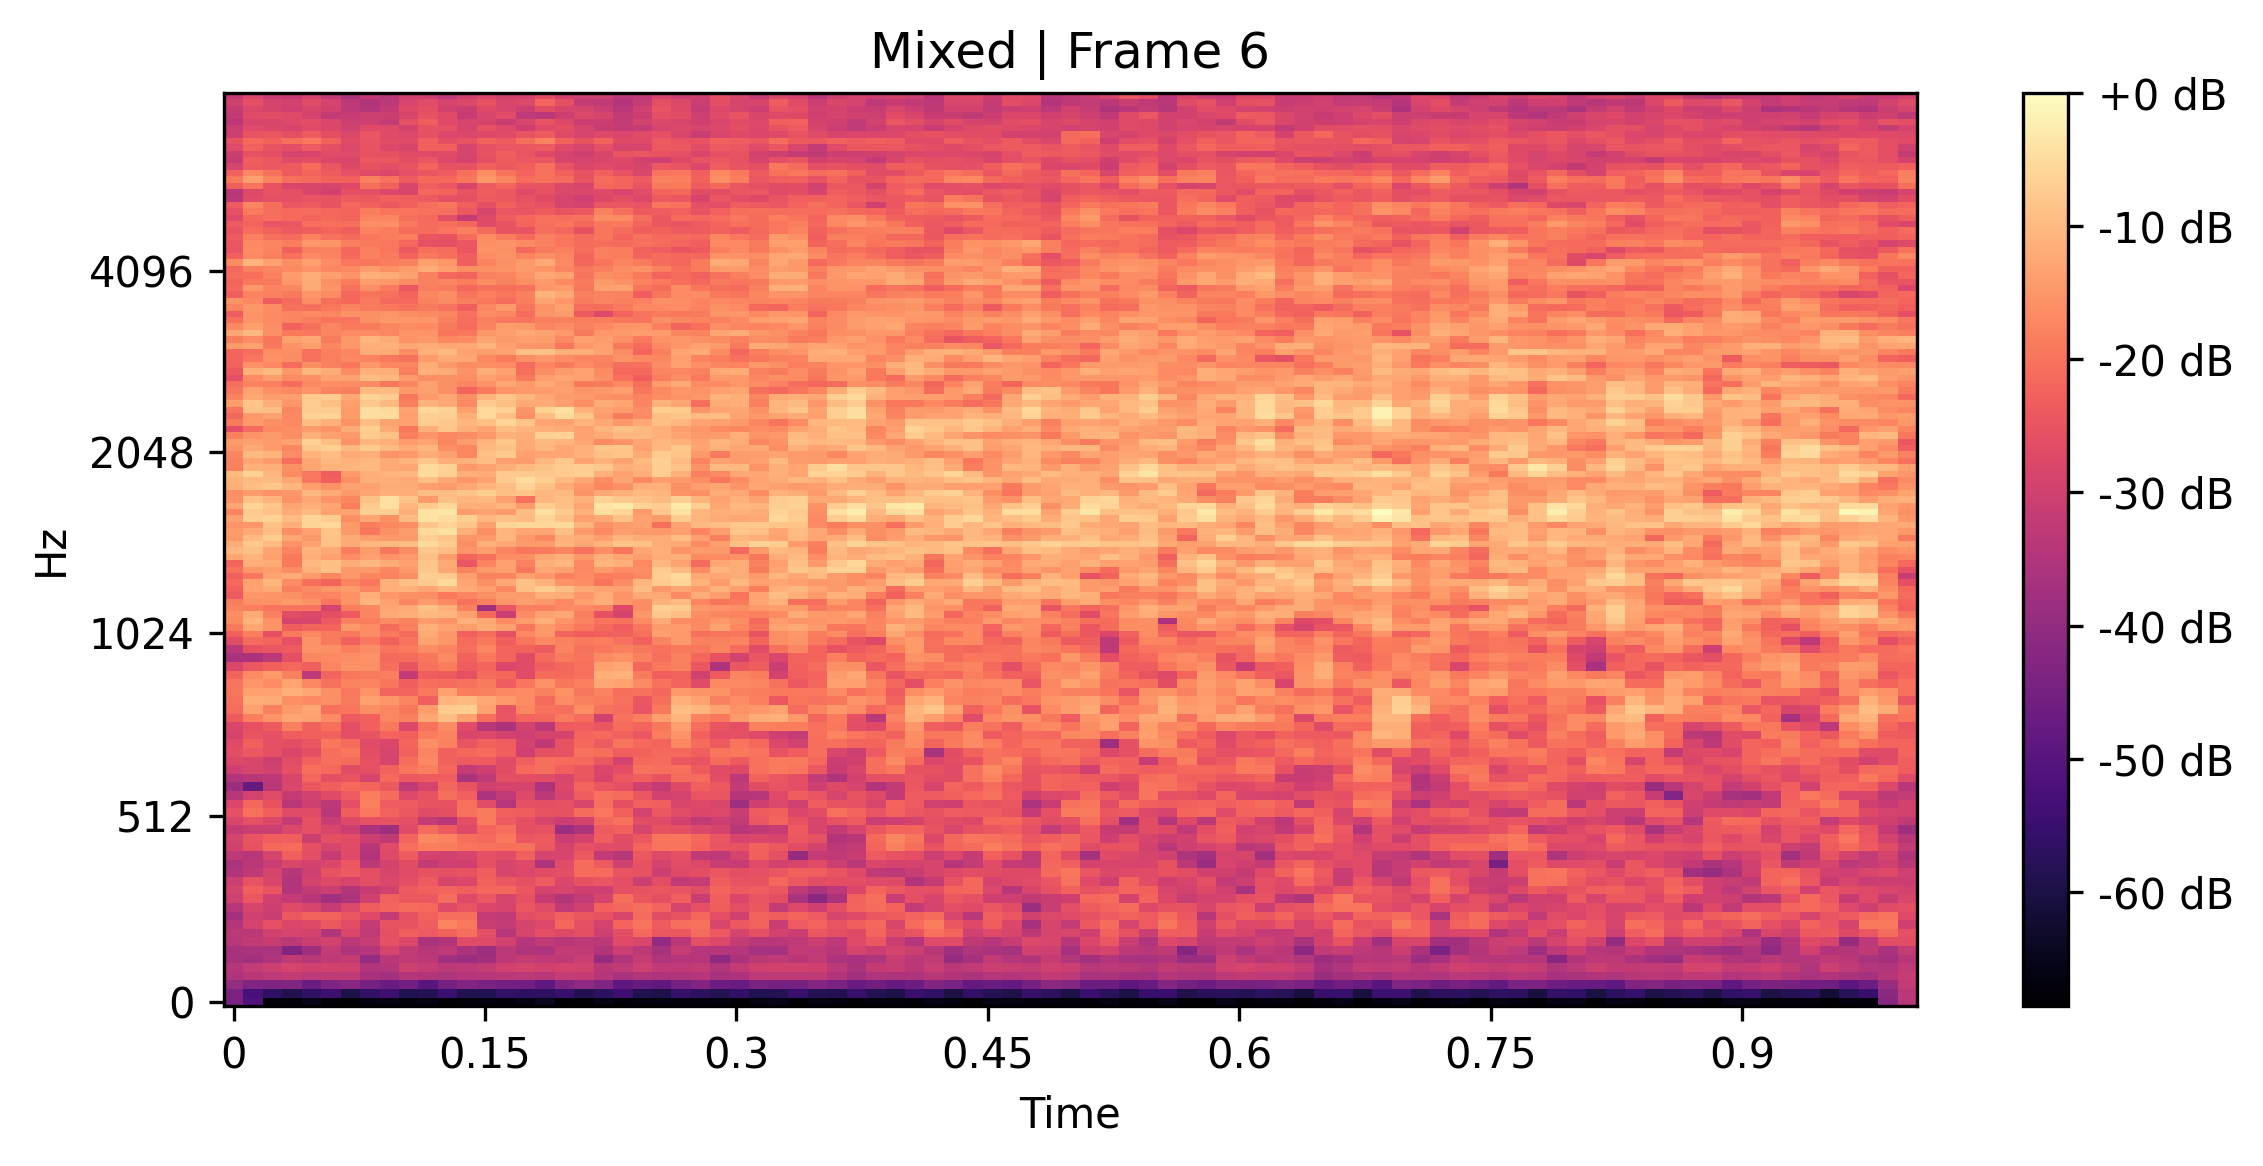 Mixed | Frame 6
+0 dB
-10 dB
-20 dB
-30 dB
-40 dB
-50 dB
-60 dB
Hz
4096
2048
1024
512
0
0 0.15 0.3 0.45 0.6 0.75 0.9
Time